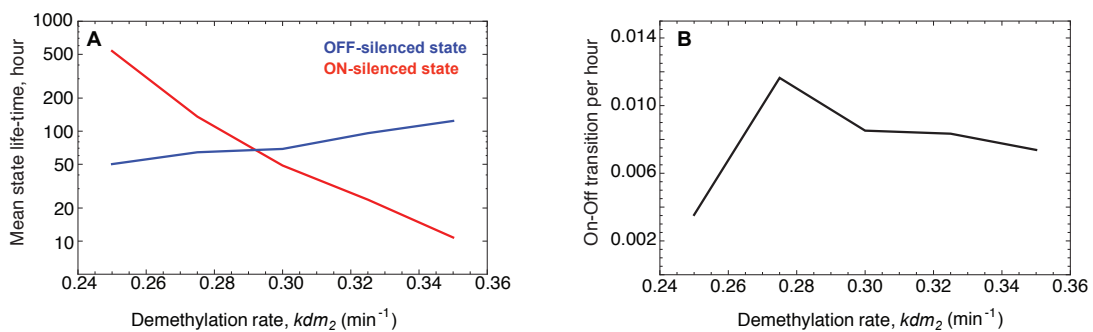 A
OFF-silenced state
ON-silenced state
Mean state life-time, hour
1000
500
200
100
50
20
10
0.24 0.26 0.28 0.30 0.32 0.34 0.36
Demethylation rate, kdm2 (min-1)
B
On-Off transition per hour
0.014
0.010
0.006
0.002
0.24 0.26 0.28 0.30 0.32 0.34 0.36
Demethylation rate, kdm2 (min-1)